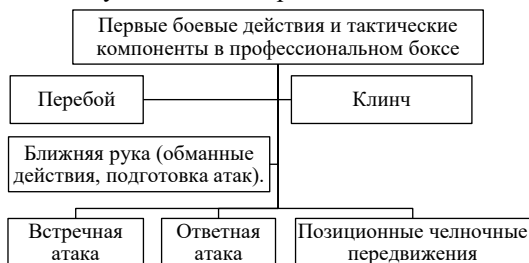 Первые боевые действия и тактические
компоненты в профессиональном боксе
Перебой
Клинч
Ближняя рука (обманные
действия, подготовка атак).
Встречная
атака
Ответная
атака
Позиционные челночные
передвижения